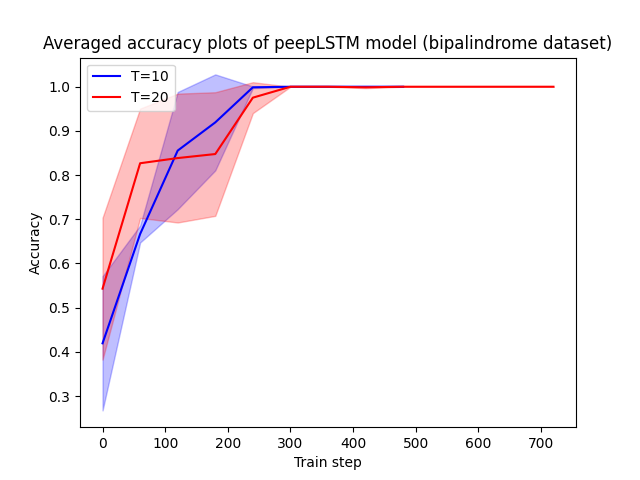 Averaged accuracy plots of peepLSTM model (bipalindrome dataset)
T=10
T=20
1.0
0.9
0.8
0.7
0.6
0.5
0.4
0.3
Accuracy
0 100 200 300 400 500 600 700
Train step